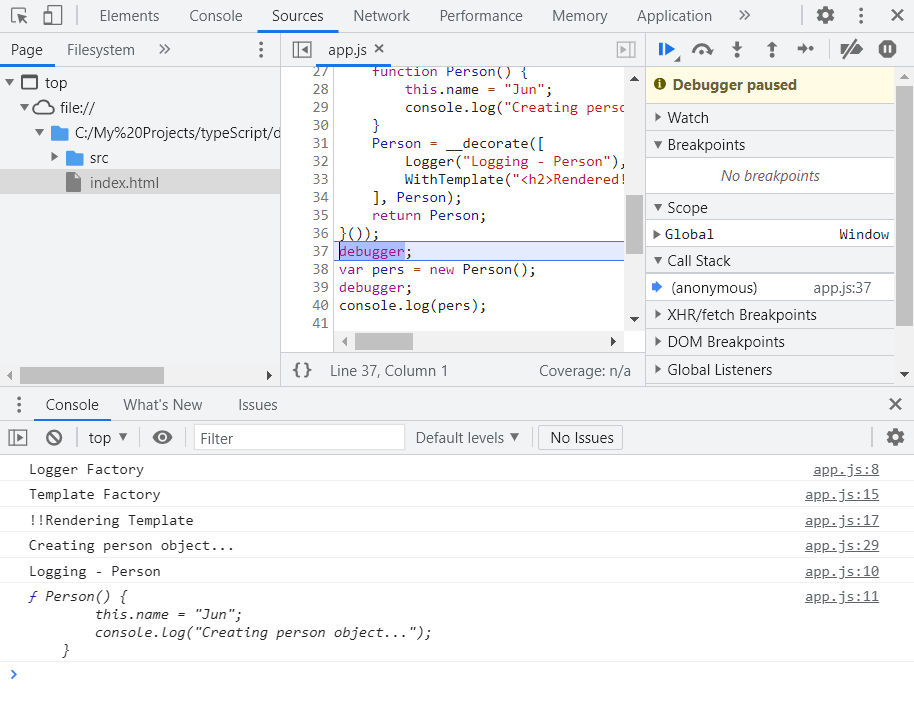 Elements Console Sources Network Performance Memory Application »
Page Filesystem »
app.js ×
top
file://
C:/My%20Projects/typeScript/d
src
index.html
27 function Person() {
28 this.name = "Jun";
29 console.log("Creating perso
30 }
31 Person = __decorate([
32 Logger("Logging - Person"),
33 WithTemplate("<h2>Rendered!
34 ], Person);
35 return Person;
36 }());
37 debugger;
38 var pers = new Person();
39 debugger;
40 console.log(pers);
41
{} Line 37, Column 1 Coverage: n/a
Debugger paused
Watch
Breakpoints
No breakpoints
Scope
Global Window
Call Stack
(anonymous) app.js:37
XHR/fetch Breakpoints
DOM Breakpoints
Global Listeners
Console What's New Issues
top ▼ Filter Default levels ▼ No Issues
Logger Factory app.js:8
Template Factory app.js:15
!!Rendering Template app.js:17
Creating person object... app.js:29
Logging - Person app.js:10
ƒ Person() { app.js:11
this.name = "Jun";
console.log("Creating person object...");
}